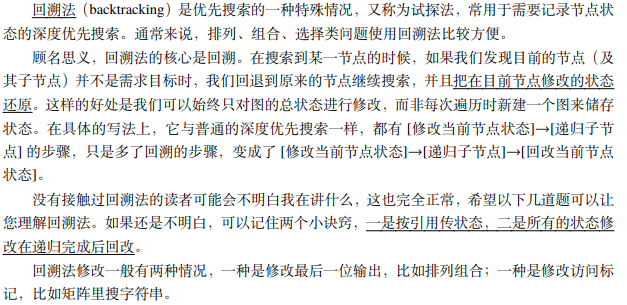 回溯法（backtracking）是优先搜索的一种特殊情况，又称为试探法，常用于需要记录节点状
态的深度优先搜索。通常来说，排列、组合、选择类问题使用回溯法比较方便。
顾名思义，回溯法的核心是回溯。在搜索到某一节点的时候，如果我们发现目前的节点（及
其子节点）并不是需求目标时，我们回退到原来的节点继续搜索，并且把在目前节点修改的状态
还原。这样的好处是我们可以始终只对图的总状态进行修改，而非每次遍历时新建一个图来储存
状态。在具体的写法上，它与普通的深度优先搜索一样，都有 [修改当前节点状态]→[递归子节
点] 的步骤，只是多了回溯的步骤，变成了 [修改当前节点状态]→[递归子节点]→[回改当前节点
状态]。
没有接触过回溯法的读者可能会不明白我在讲什么，这也完全正常，希望以下几道题可以让
您理解回溯法。如果还是不明白，可以记住两个小诀窍，一是按引用传状态，二是所有的状态修
改在递归完成后回改。
回溯法修改一般有两种情况，一种是修改最后一位输出，比如排列组合；一种是修改访问标
记，比如矩阵里搜字符串。